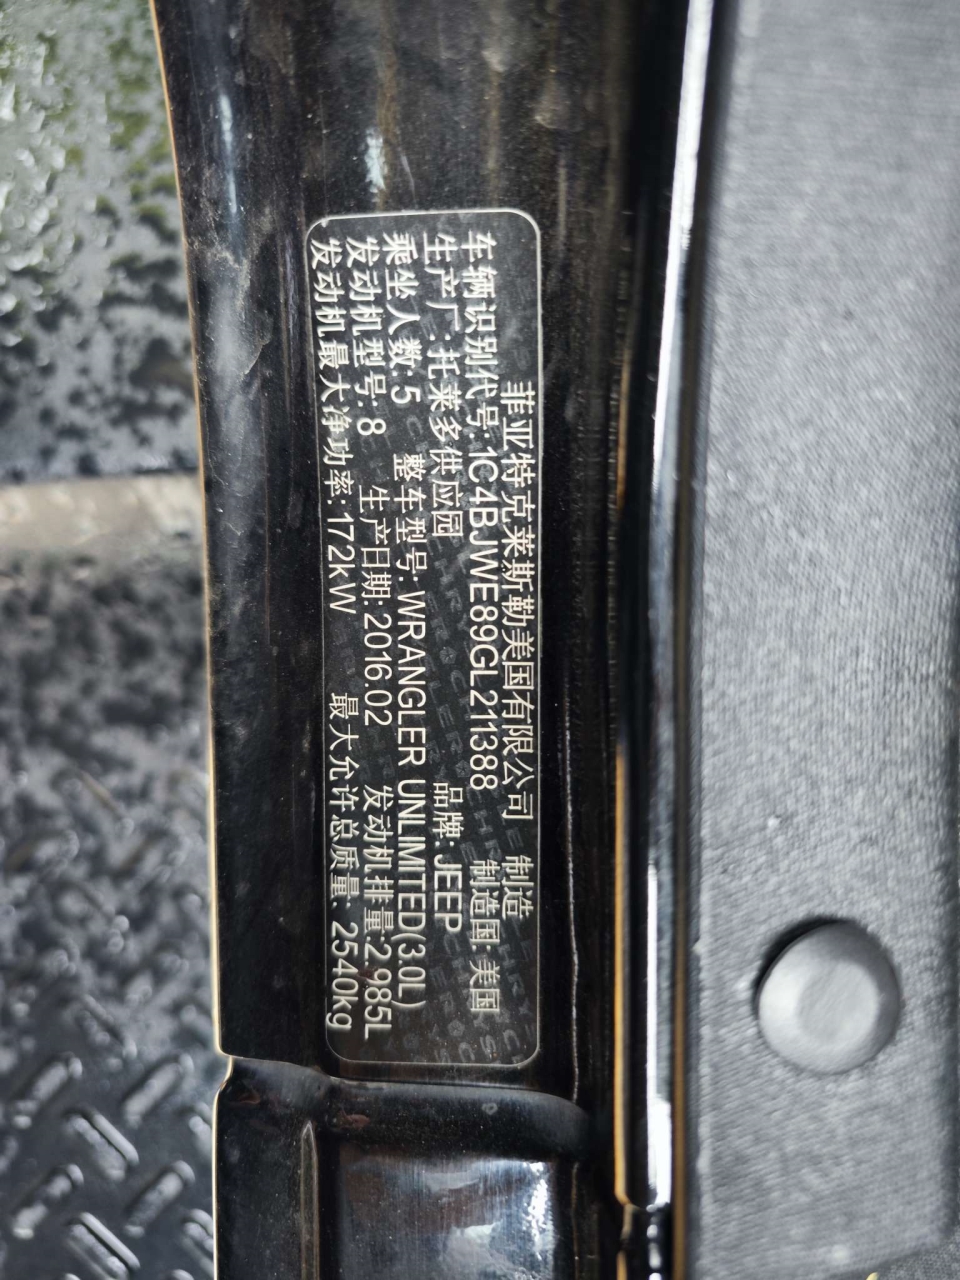 菲亚特克莱斯勒美国有限公司 制造
车辆识别代号:1C4BJWE89GL211388 制造国:美国
生产厂:托莱多供应园 品牌:JEEP
乘坐人数:5 整车型号:WRANGLER UNLIMITED(3.0L)
发动机型号:8 生产日期:2016.02 发动机排量:2.985L
发动机最大净功率:172kW 最大允许总质量: 2540kg